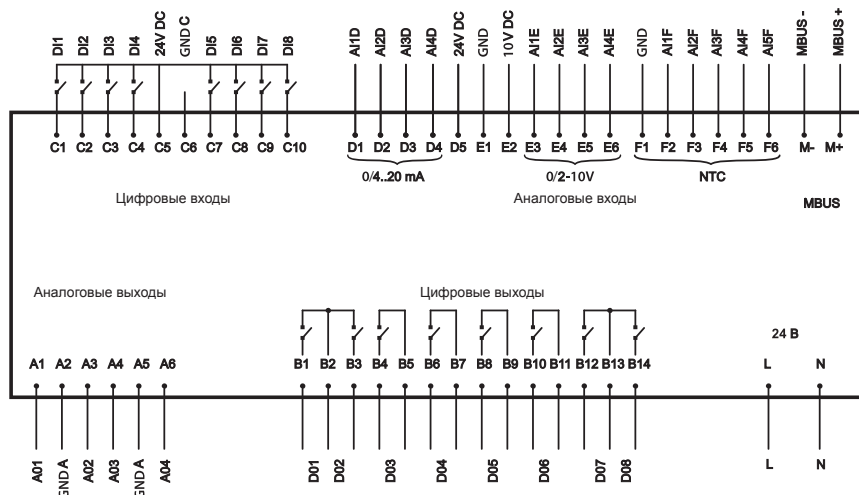 DI1 DI2 DI3 DI4 24V DC GND C DI5 DI6 DI7 DI8 AI1D AI2D AI3D AI4D 24V DC GND 10V DC AI1E AI2E AI3E AI4E GND AI1F AI2F AI3F AI4F AI5F MBUS - MBUS +
C1 C2 C3 C4 C5 C6 C7 C8 C9 C10 D1 D2 D3 D4 D5 E1 E2 E3 E4 E5 E6 F1 F2 F3 F4 F5 F6 M- M+
0/4..20 mA 0/2-10V NTC
Цифровые входы Аналоговые входы MBUS
Аналоговые выходы Цифровые выходы
24 В
A1 A2 A3 A4 A5 A6 B1 B2 B3 B4 B5 B6 B7 B8 B9 B10 B11 B12 B13 B14 L N
A01 GND A A02 A03 GND A A04 D01 D02 D03 D04 D05 D06 D07 D08 L N